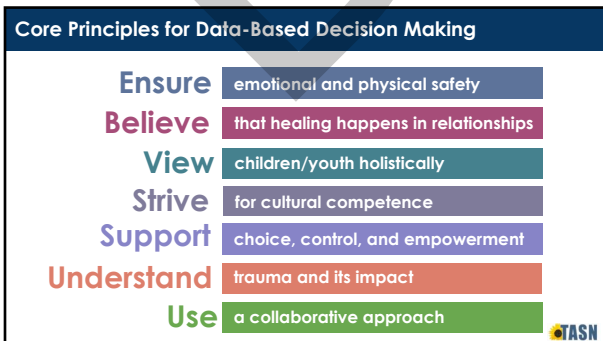 Core Principles for Data-Based Decision Making
Ensure emotional and physical safety
Believe that healing happens in relationships
View children/youth holistically
Strive for cultural competence
Support choice, control, and empowerment
Understand trauma and its impact
Use a collaborative approach
TASN